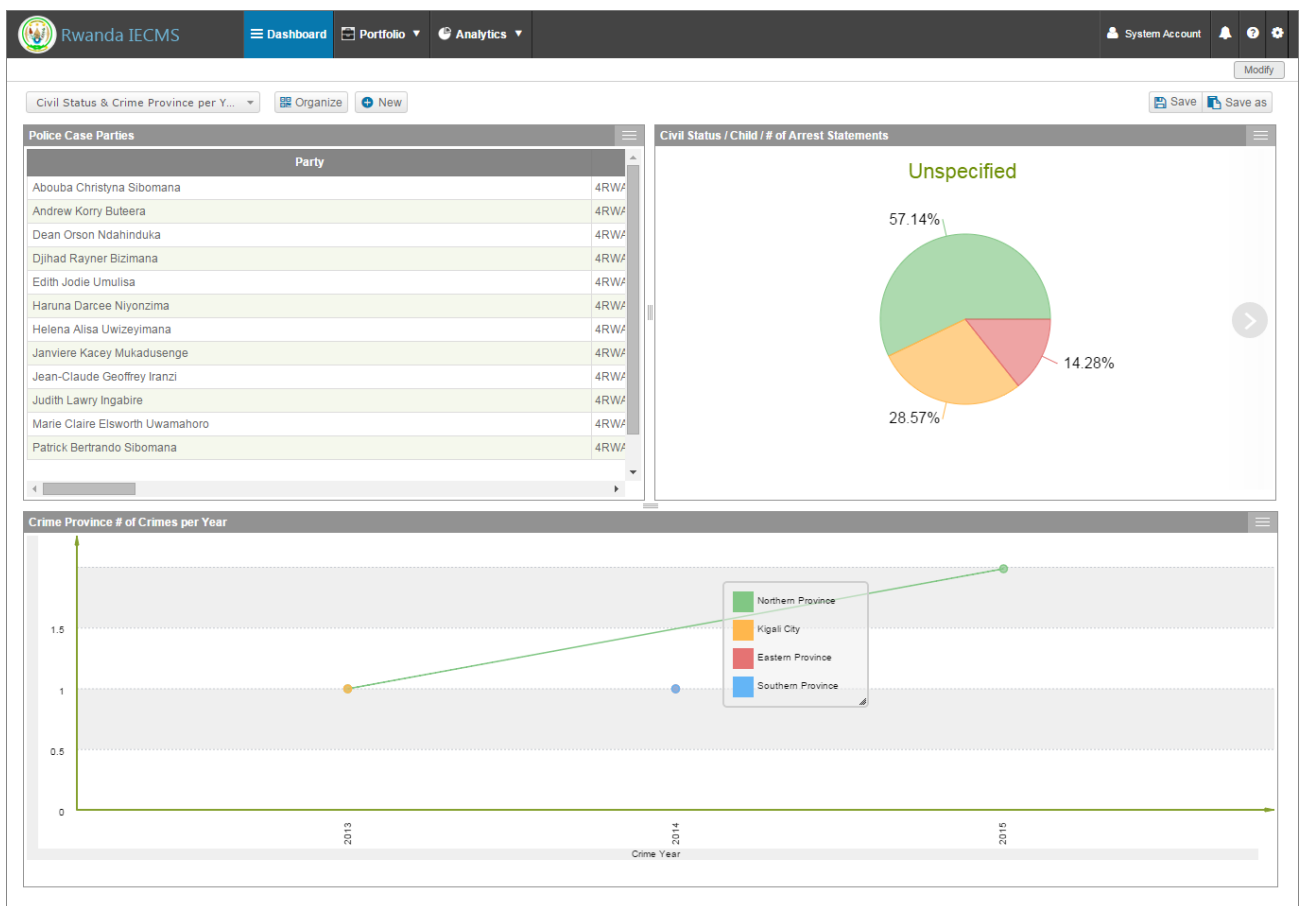 Rwanda IECMS
Dashboard
Portfolio
Analytics
System Account
Modify
Civil Status & Crime Province per Y...
Organize
New
Save
Save as
Police Case Parties
Party
Abouba Christyna Sibomana 4RWA
Andrew Korry Buteera 4RWA
Dean Orson Ndahinduka 4RWA
Djihad Rayner Bizimana 4RWA
Edith Jodie Umulisa 4RWA
Haruna Darcee Niyonzima 4RWA
Helena Alisa Uwizeyimana 4RWA
Janviere Kacey Mukadusenge 4RWA
Jean-Claude Geoffrey Iranzi 4RWA
Judith Lawry Ingabire 4RWA
Marie Claire Elsworth Uwamahoro 4RWA
Patrick Bertrando Sibomana 4RWA
Civil Status / Child / # of Arrest Statements
Unspecified
57.14%
14.28%
28.57%
Crime Province # of Crimes per Year
1.5
1
0.5
0
Northern Province
Kigali City
Eastern Province
Southern Province
2013
2014
2015
Crime Year